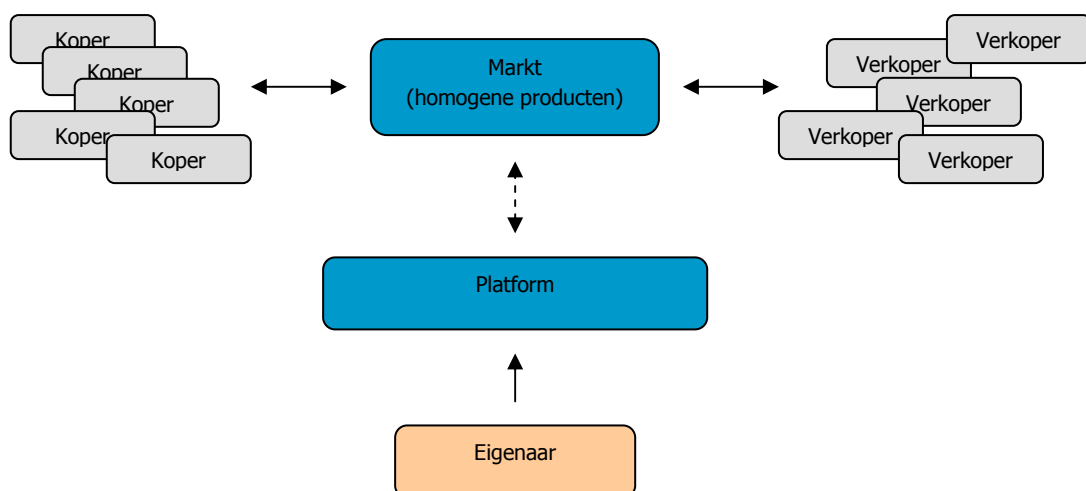 Koper
Koper
Koper
Koper
Koper
Markt
(homogene producten)
Verkoper
Verkoper
Verkoper
Verkoper
Verkoper
Platform
Eigenaar